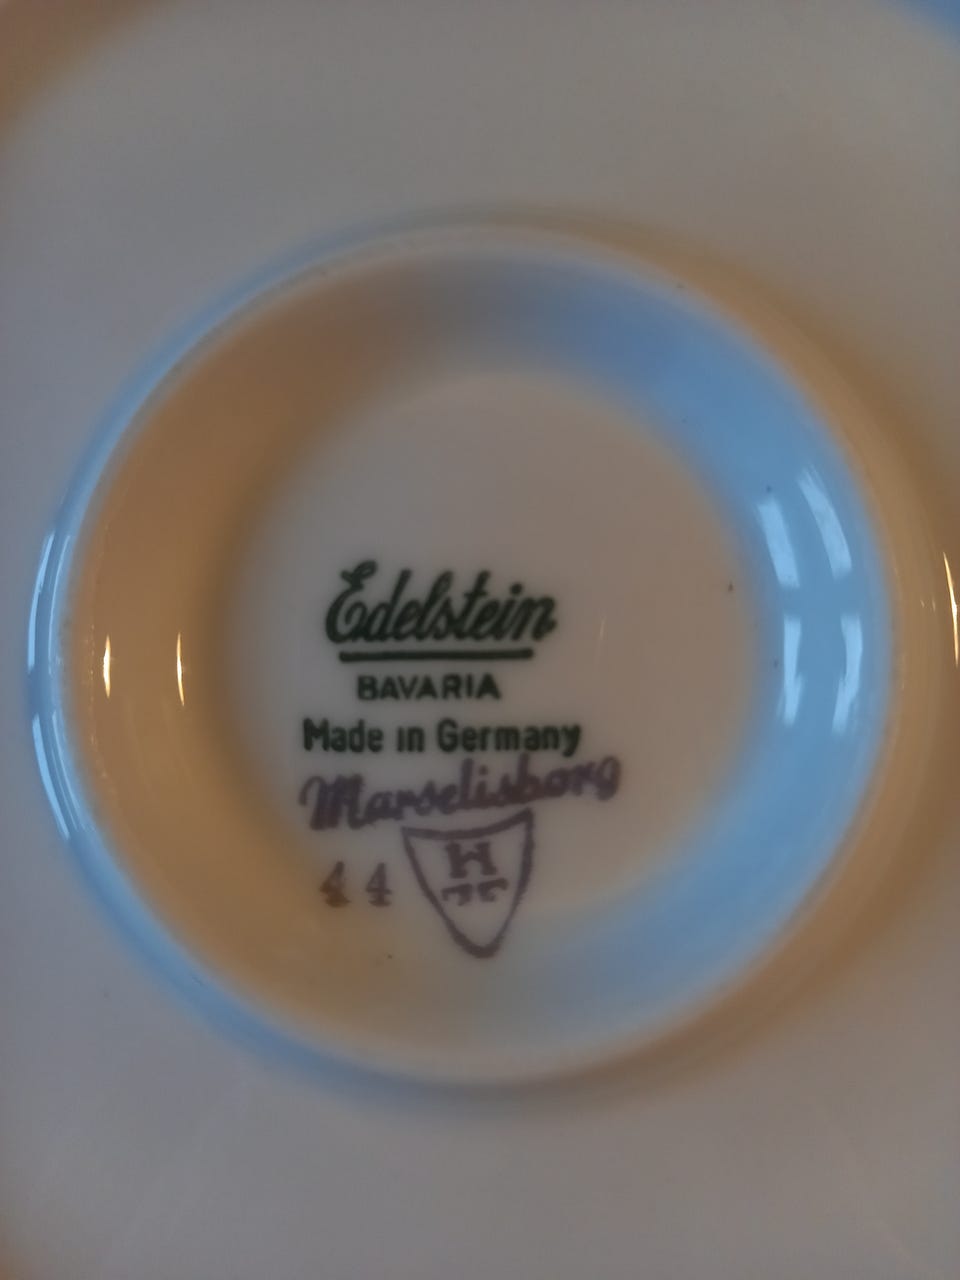 Edelstein
BAVARIA
Made in Germany
Marselisborg
44
H